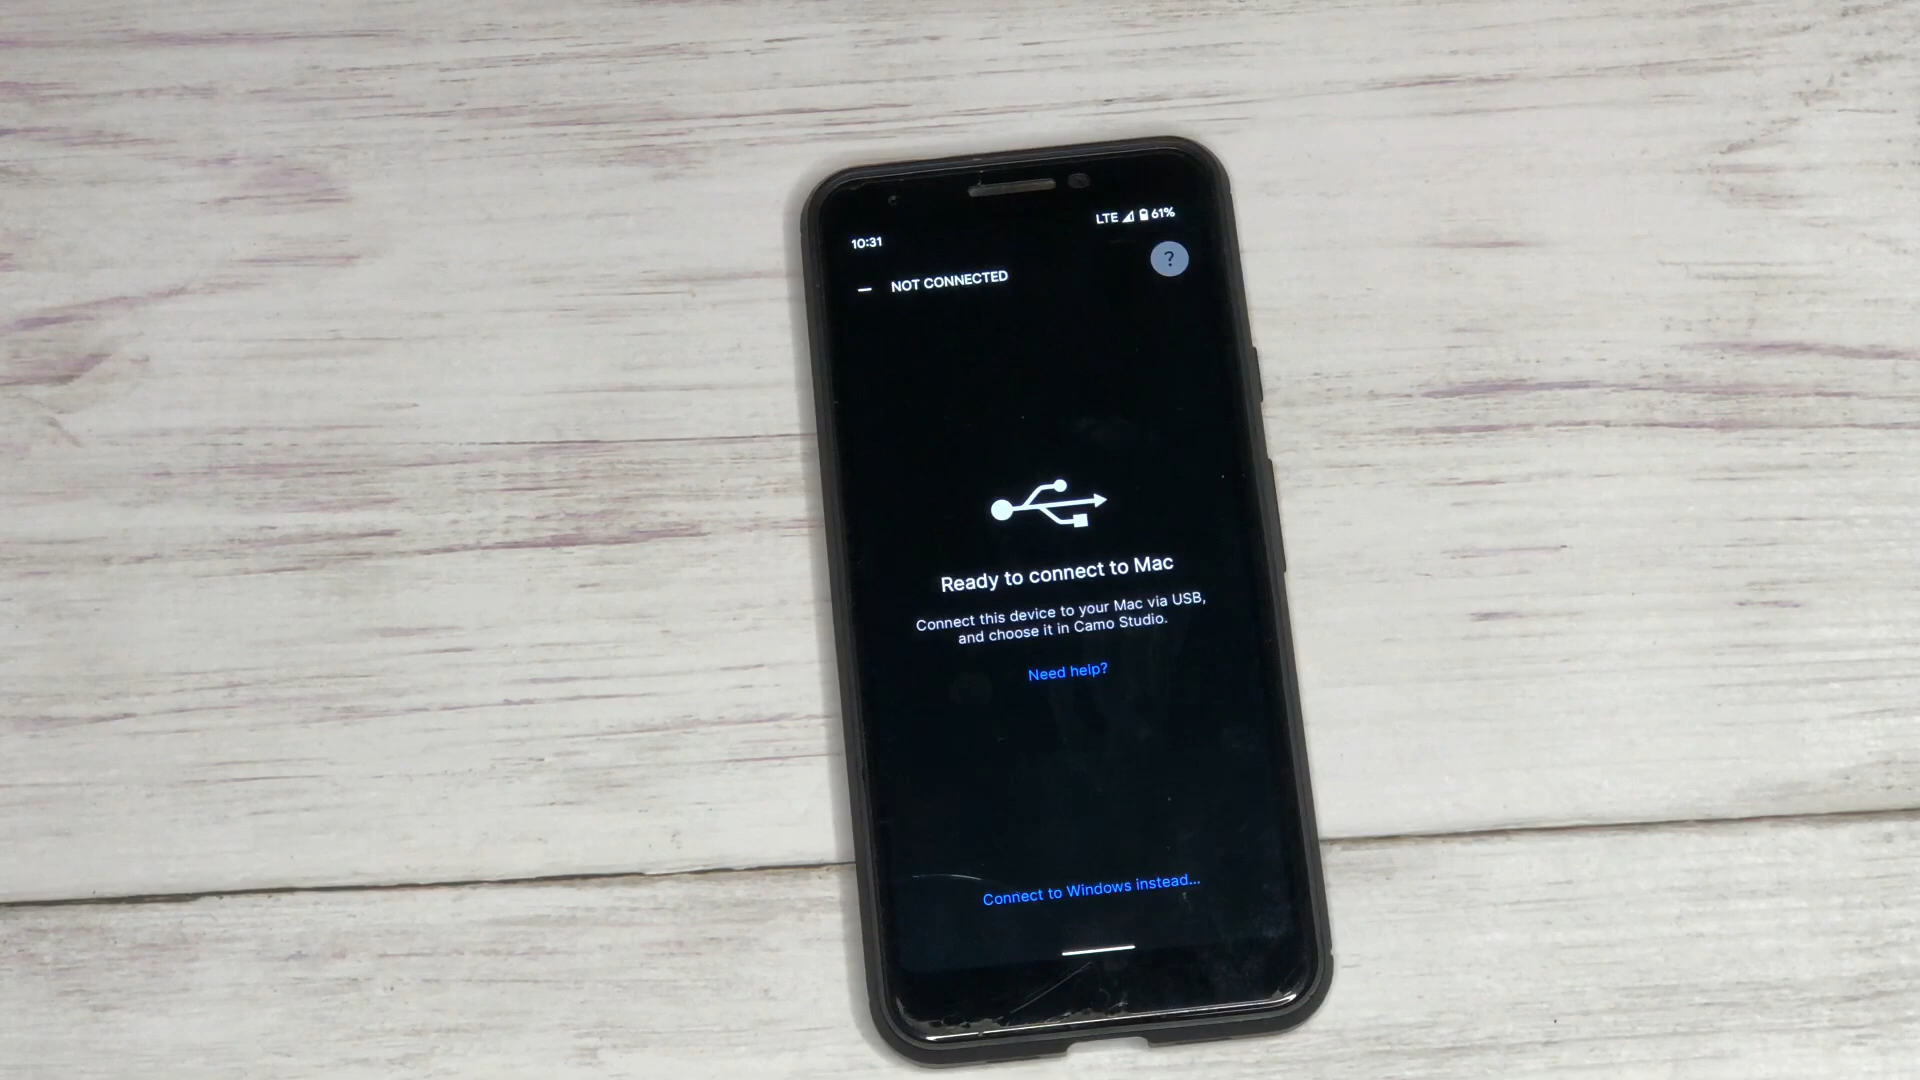 LTE 61%
10:31
?
NOT CONNECTED
Ready to connect to Mac
Connect this device to your Mac via USB,
and choose it in Camo Studio.
Need help?
Connect to Windows instead...